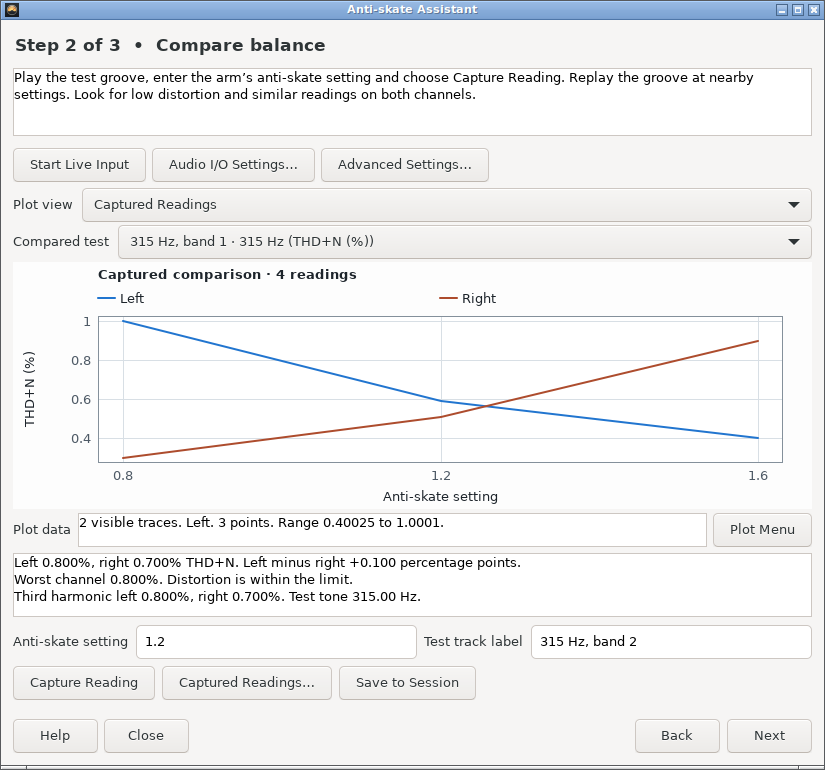 Anti-skate Assistant
Step 2 of 3 • Compare balance
Play the test groove, enter the arm’s anti-skate setting and choose Capture Reading. Replay the groove at nearby
settings. Look for low distortion and similar readings on both channels.
Start Live Input
Audio I/O Settings...
Advanced Settings...
Plot view
Captured Readings
Compared test
315 Hz, band 1 · 315 Hz (THD+N (%))
Captured comparison · 4 readings
Left
Right
THD+N (%)
1
0.8
0.6
0.4
0.8
1.2
1.6
Anti-skate setting
Plot data
2 visible traces. Left. 3 points. Range 0.40025 to 1.0001.
Plot Menu
Left 0.800%, right 0.700% THD+N. Left minus right +0.100 percentage points.
Worst channel 0.800%. Distortion is within the limit.
Third harmonic left 0.800%, right 0.700%. Test tone 315.00 Hz.
Anti-skate setting
1.2
Test track label
315 Hz, band 2
Capture Reading
Captured Readings...
Save to Session
Help
Close
Back
Next